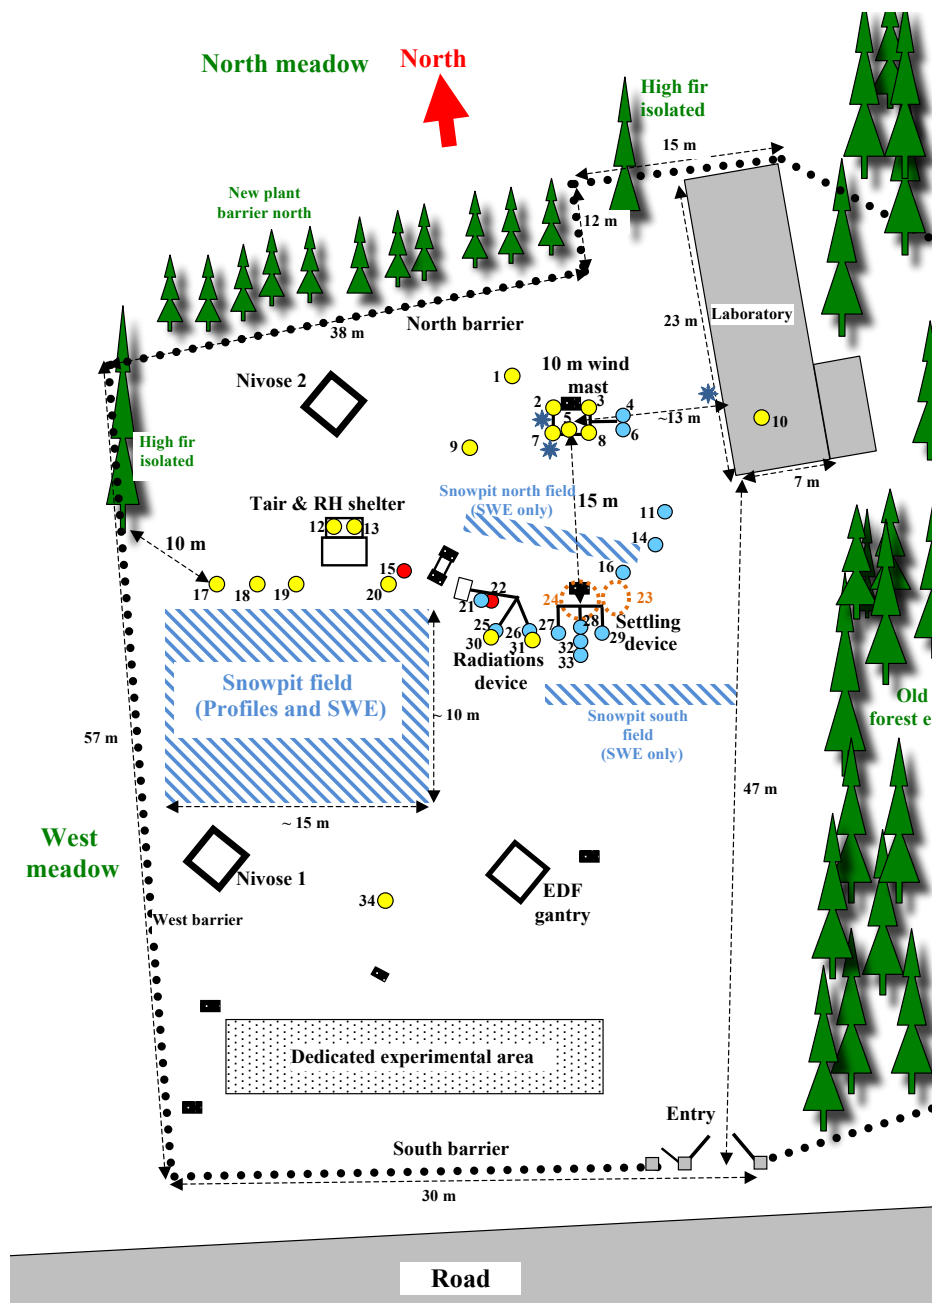 North meadow
North
High fir
isolated
15 m
New plant
barrier north
12 m
38 m
North barrier
23 m
Laboratory
Nivose 2
10 m wind
mast
1
2
3
4
5
6
7
8
~13 m
10
9
High fir
isolated
7 m
Snowpit north field
(SWE only)
15 m
Tair & RH shelter
11
12
13
14
10 m
15
16
17
18
19
20
21
22
24
23
25
26
27
28
29
30
31
32
33
Settling
device
Radiations
device
Snowpit field
(Profiles and SWE)
~ 10 m
Snowpit south
field
(SWE only)
Old
forest e
57 m
47 m
~ 15 m
West
meadow
Nivose 1
EDF
gantry
34
West barrier
Dedicated experimental area
Entry
South barrier
30 m
Road